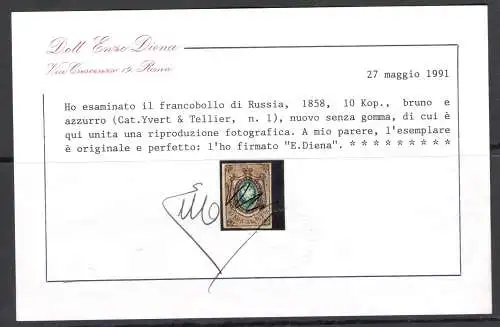 Dott Enzo Diena
Via Crescenzio 19. Roma
27 maggio 1991
Ho esaminato il francobollo di Russia, 1858, 10 Kop., bruno e
azzurro (Cat.Yvert & Tellier, n. 1), nuovo senza gomma, di cui è
qui unita una riproduzione fotografica. A mio parere, l'esemplare
è originale e perfetto: l'ho firmato "E.Diena". * * * * * * * * *